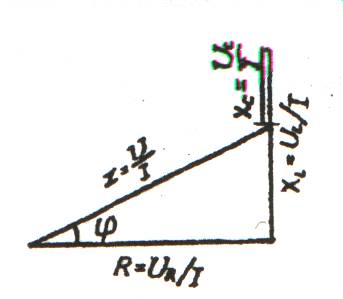 X_C = U_C/I
Z = U/I
X_L = U_L/I
φ
R = U_R/I